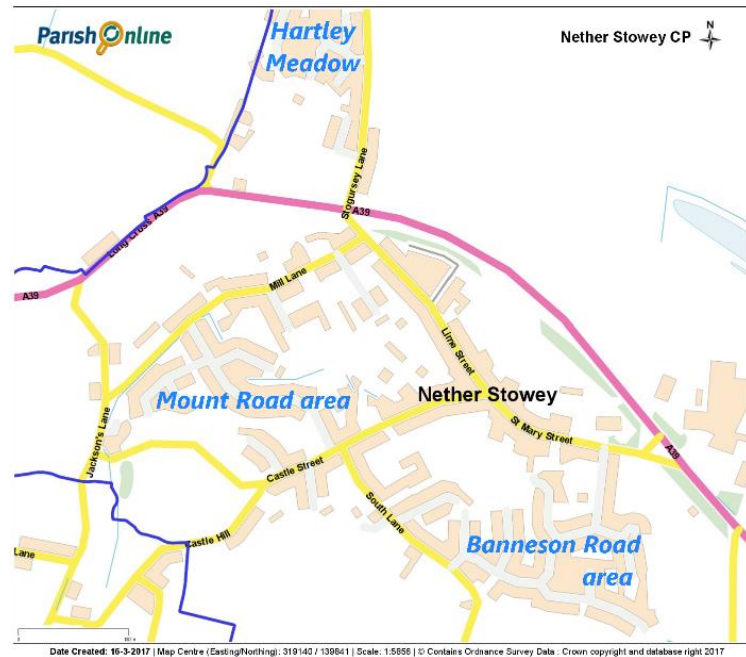 Parish Online
Nether Stowey CP
N
Hartley
Meadow
Stogursey Lane
A39
Long Cross A39
A39
Mill Lane
Lime Street
Nether Stowey
Mount Road area
St Mary Street
Jackson's Lane
Castle Street
A39
South Lane
Castle Hill
Banneson Road
area
Lane
Date Created: 16-3-2017 | Map Centre (Easting/Northing): 319140 / 139841 | Scale: 1:5856 | © Contains Ordnance Survey Data : Crown copyright and database right 2017